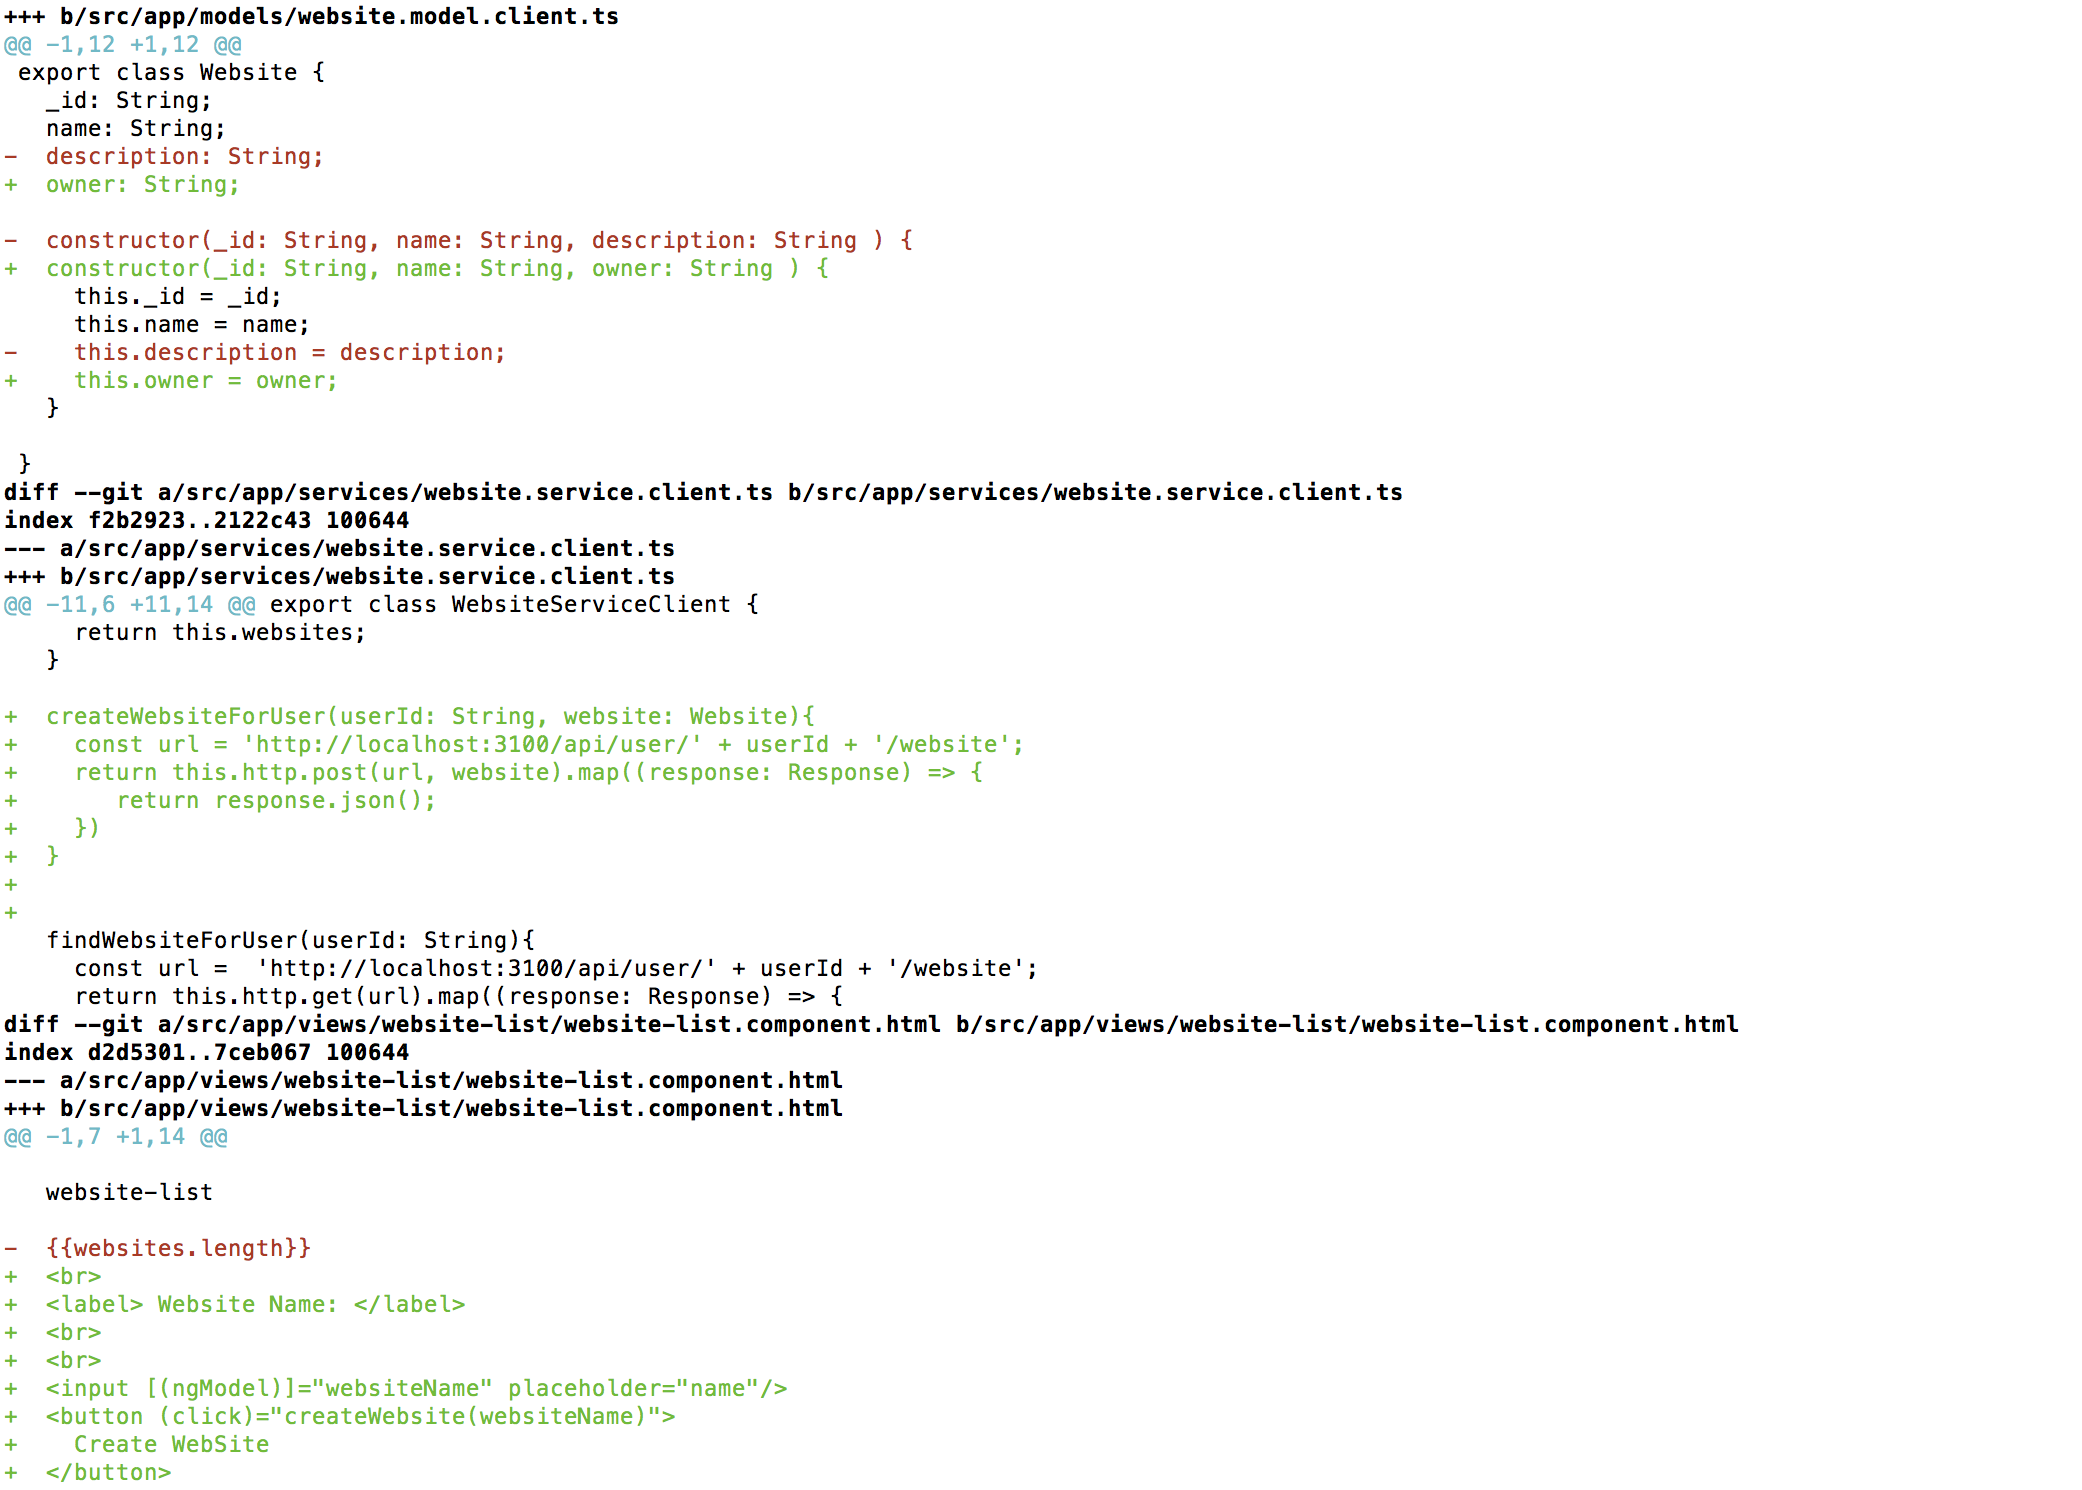 +++ b/src/app/models/website.model.client.ts
@@ -1,12 +1,12 @@
 export class Website {
   _id: String;
   name: String;
-  description: String;
+  owner: String;

-  constructor(_id: String, name: String, description: String ) {
+  constructor(_id: String, name: String, owner: String ) {
     this._id = _id;
     this.name = name;
-    this.description = description;
+    this.owner = owner;
   }

 }
diff --git a/src/app/services/website.service.client.ts b/src/app/services/website.service.client.ts
index f2b2923..2122c43 100644
--- a/src/app/services/website.service.client.ts
+++ b/src/app/services/website.service.client.ts
@@ -11,6 +11,14 @@ export class WebsiteServiceClient {
     return this.websites;
   }

+  createWebsiteForUser(userId: String, website: Website){
+    const url = 'http://localhost:3100/api/user/' + userId + '/website';
+    return this.http.post(url, website).map((response: Response) => {
+       return response.json();
+    })
+  }
+
+
   findWebsiteForUser(userId: String){
     const url =  'http://localhost:3100/api/user/' + userId + '/website';
     return this.http.get(url).map((response: Response) => {
diff --git a/src/app/views/website-list/website-list.component.html b/src/app/views/website-list/website-list.component.html
index d2d5301..7ceb067 100644
--- a/src/app/views/website-list/website-list.component.html
+++ b/src/app/views/website-list/website-list.component.html
@@ -1,7 +1,14 @@

   website-list

-  {{websites.length}}
+  <br>
+  <label> Website Name: </label>
+  <br>
+  <br>
+  <input [(ngModel)]="websiteName" placeholder="name"/>
+  <button (click)="createWebsite(websiteName)">
+    Create WebSite
+  </button>